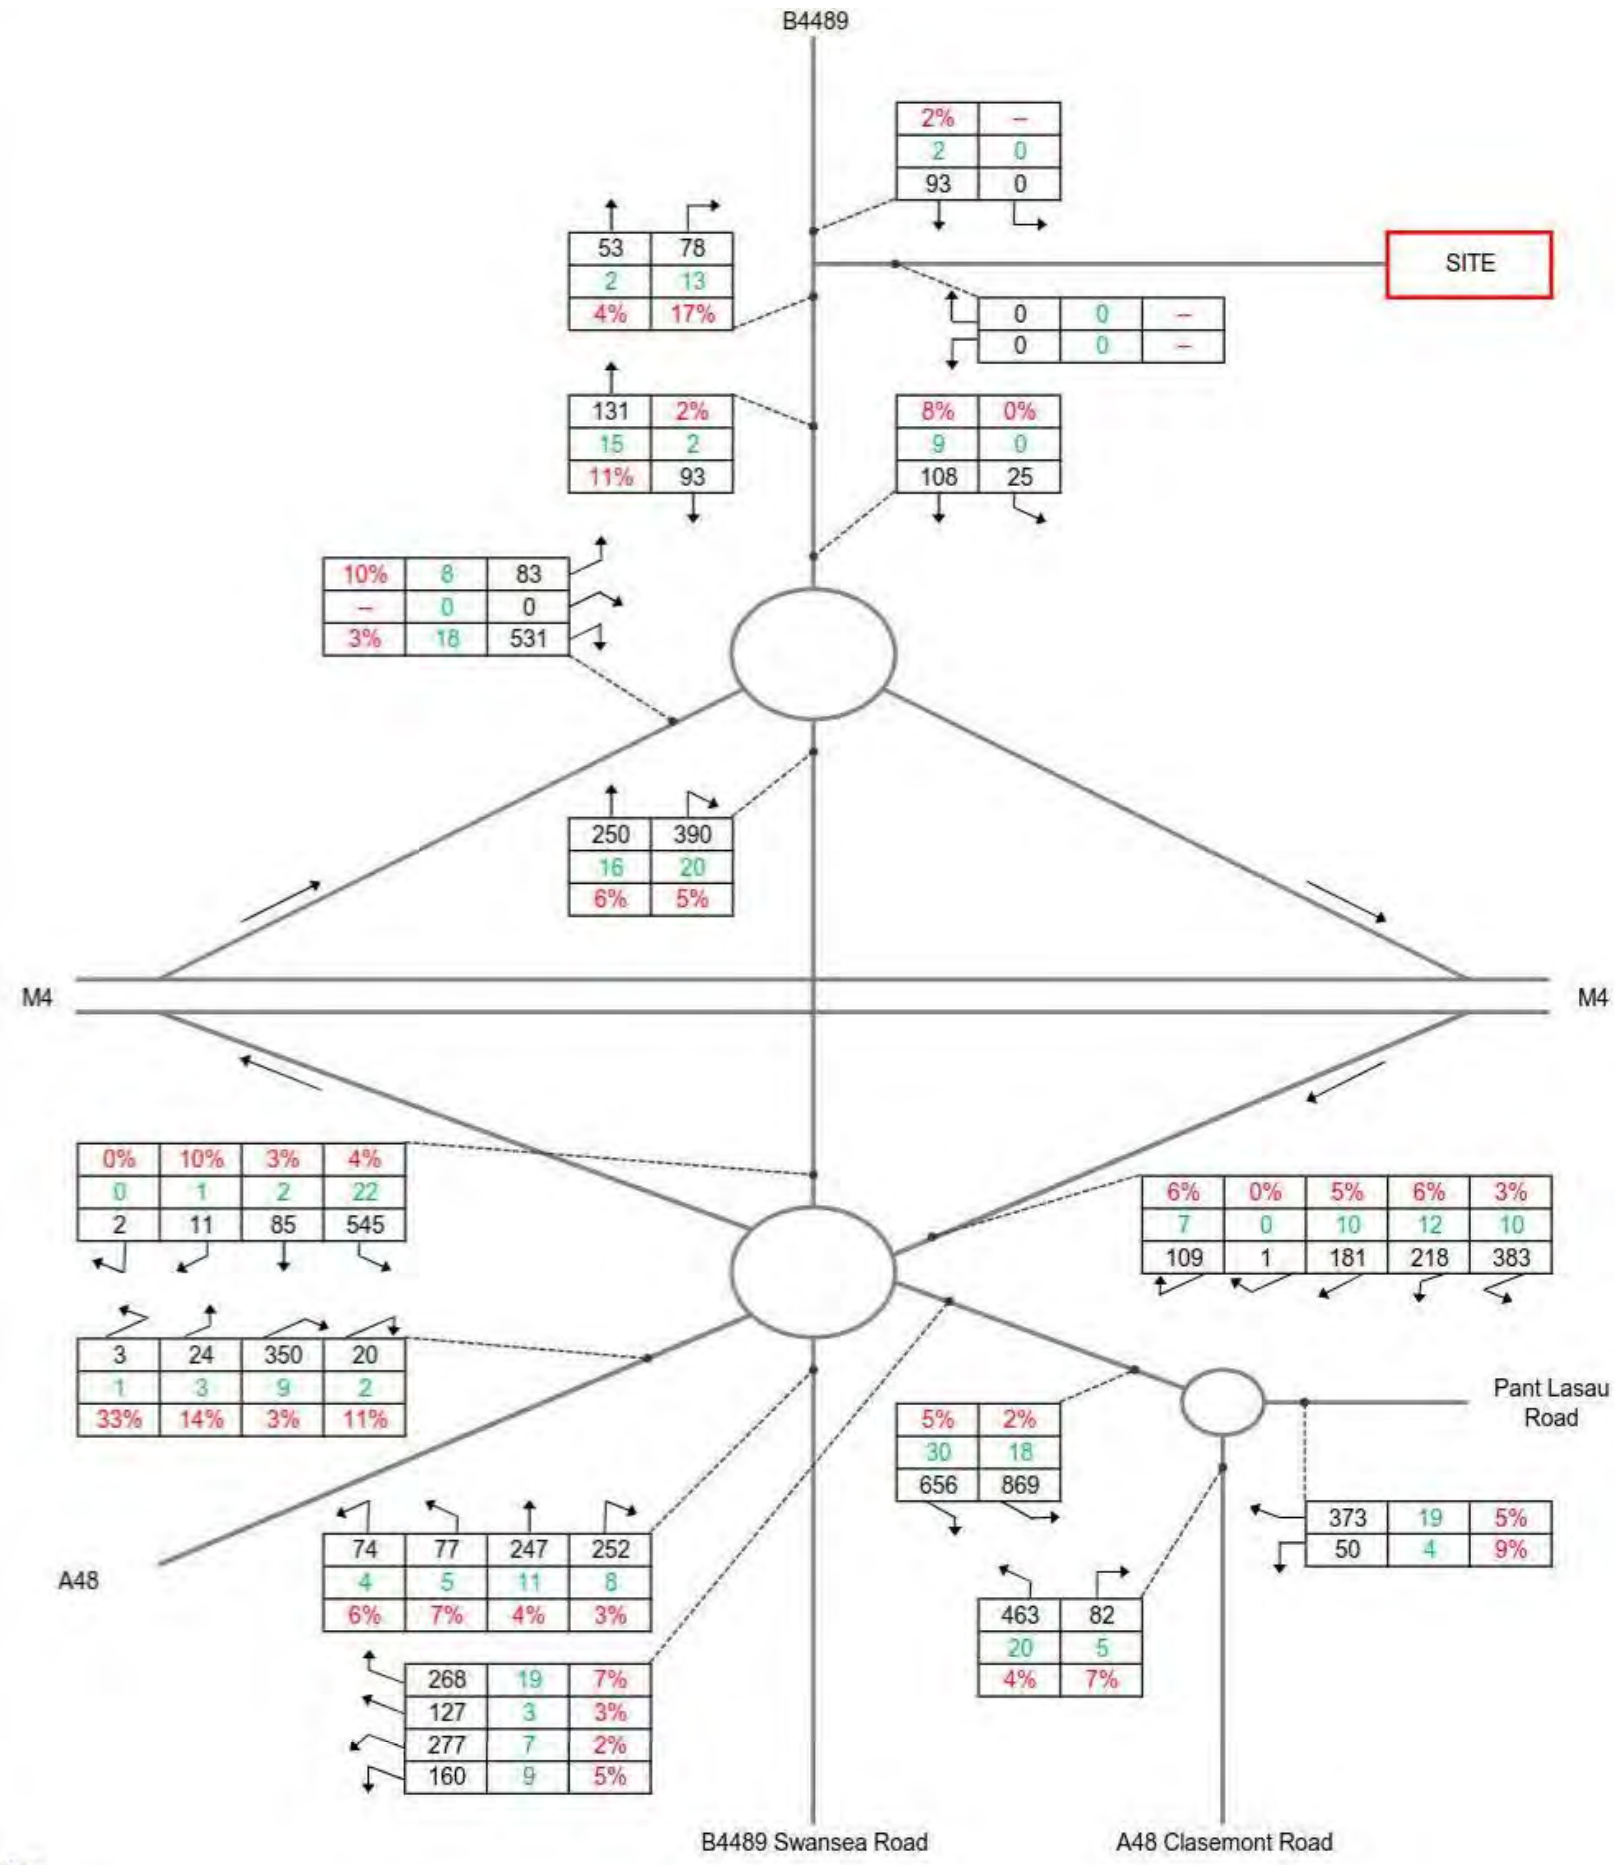 B4489
2% –
2 0
93 0
53 78
2 13
4% 17%
SITE
0 0 –
0 0 –
131 2%
15 2
11% 93
8% 0%
9 0
108 25
10% 8 83
– 0 0
3% 18 531
250 390
16 20
6% 5%
M4
M4
0% 10% 3% 4%
0 1 2 22
2 11 85 545
6% 0% 5% 6% 3%
7 0 10 12 10
109 1 181 218 383
3 24 350 20
1 3 9 2
33% 14% 3% 11%
Pant Lasau
Road
5% 2%
30 18
656 869
373 19 5%
50 4 9%
A48
74 77 247 252
4 5 11 8
6% 7% 4% 3%
463 82
20 5
4% 7%
268 19 7%
127 3 3%
277 7 2%
160 9 5%
B4489 Swansea Road
A48 Clasemont Road